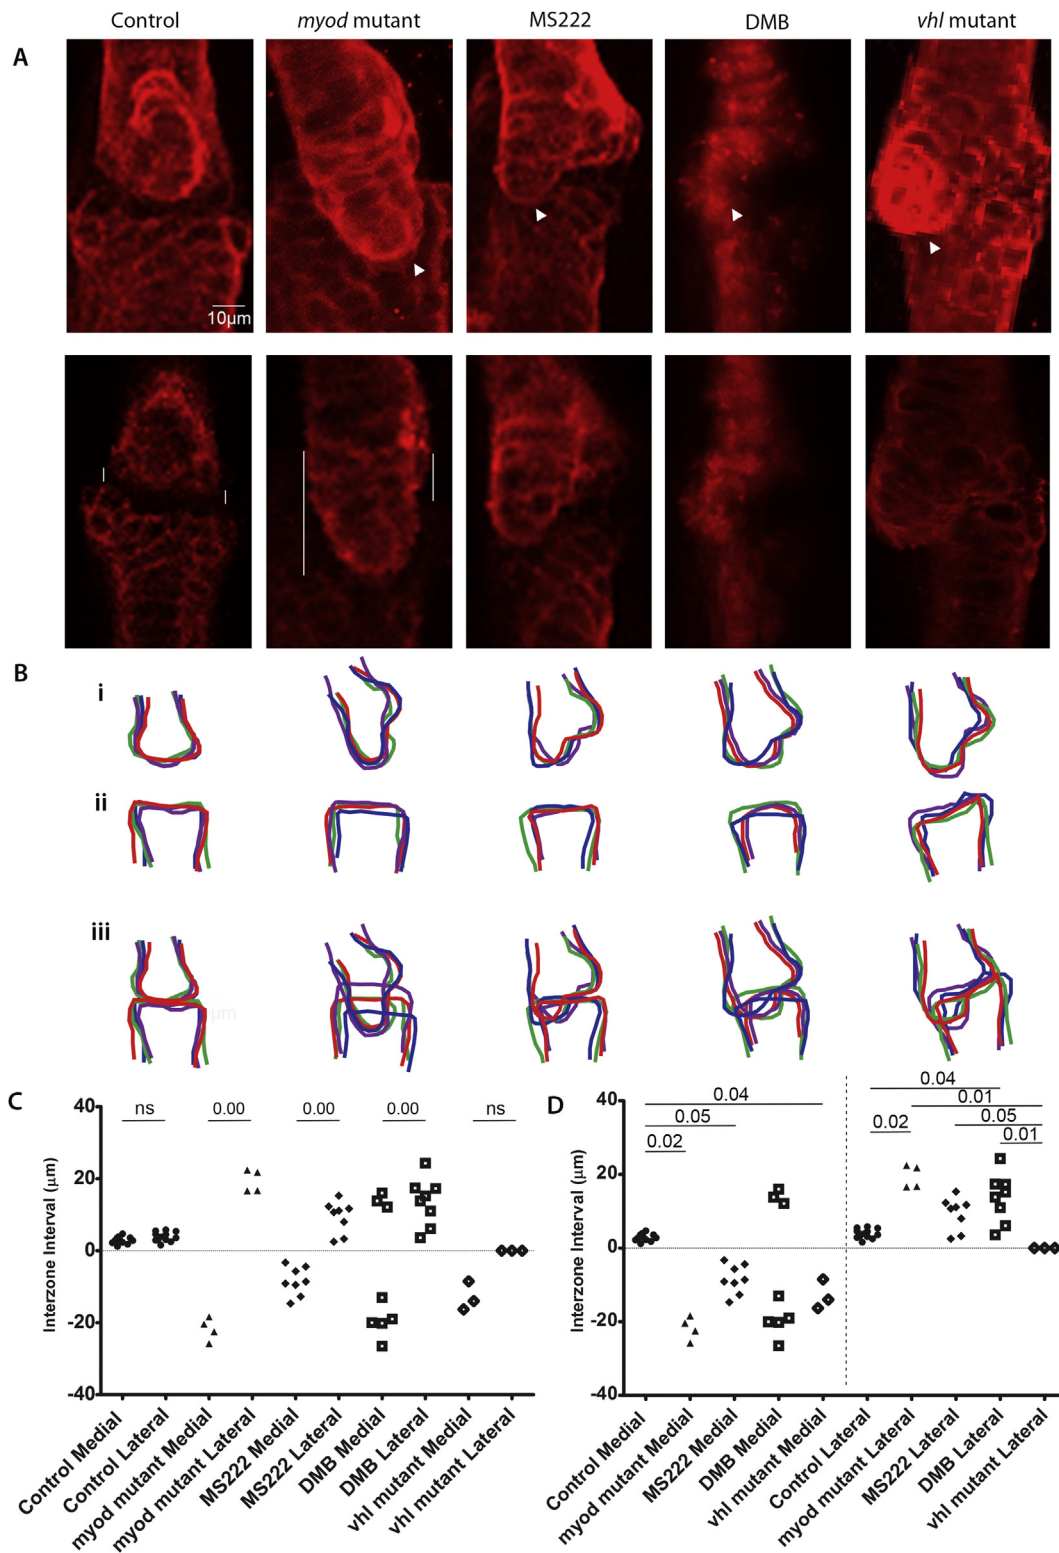 Control
myod mutant
MS222
DMB
vhl mutant
A
10μm
B
i
ii
iii
μm
C
ns
0.00
0.00
0.00
ns
Interzone Interval (μm)
40
20
0
-20
-40
Control Medial
Control Lateral
myod mutant Medial
myod mutant Lateral
MS222 Medial
MS222 Lateral
DMB Medial
DMB Lateral
vhl mutant Medial
vhl mutant Lateral
D
0.04
0.05
0.02
0.04
0.01
0.02
0.05
0.01
Interzone Interval (μm)
40
20
0
-20
-40
Control Medial
myod mutant Medial
MS222 Medial
DMB Medial
vhl mutant Medial
Control Lateral
myod mutant Lateral
MS222 Lateral
DMB Lateral
vhl mutant Lateral